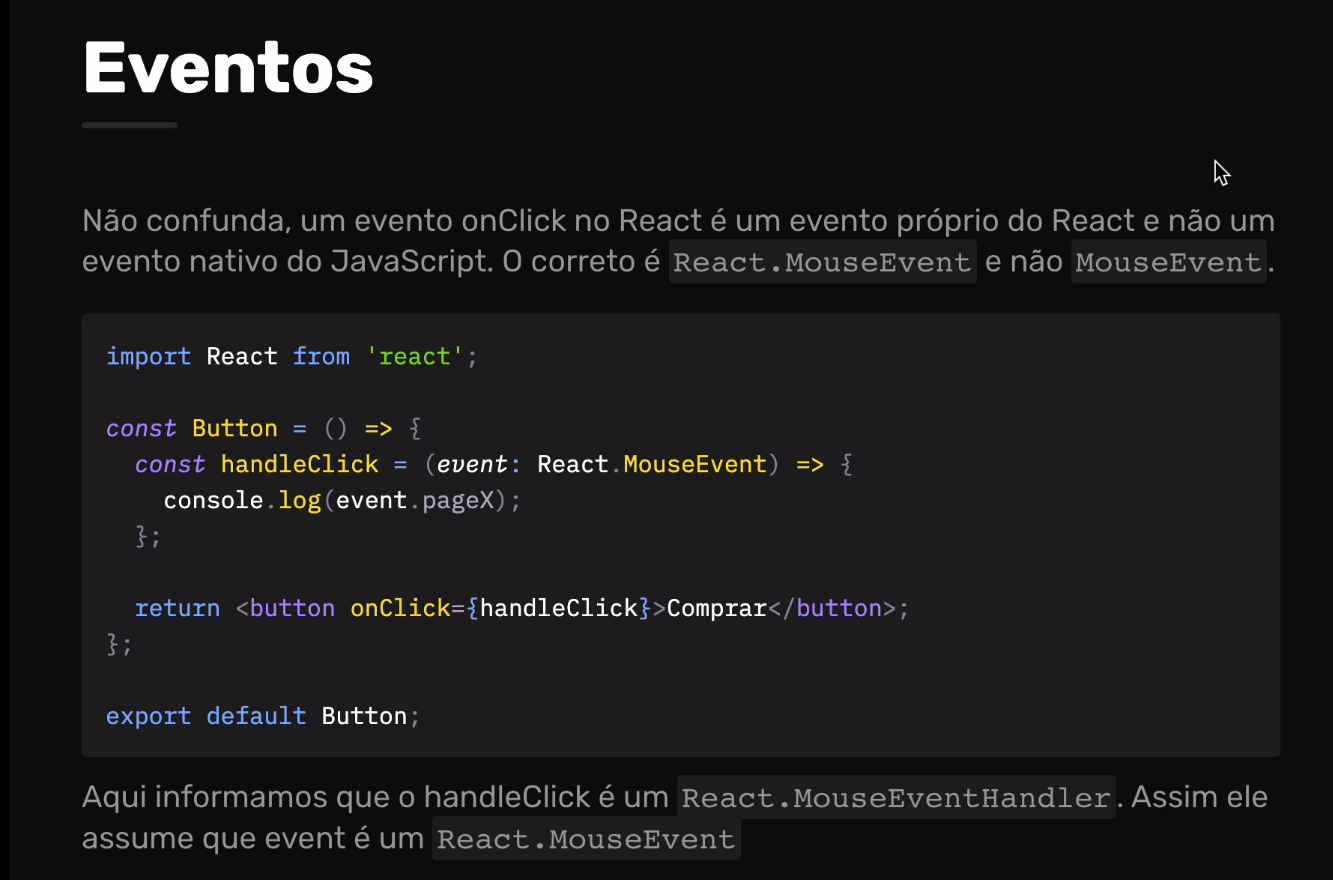 Eventos
Não confunda, um evento onClick no React é um evento próprio do React e não um
evento nativo do JavaScript. O correto é React.MouseEvent e não MouseEvent.
import React from 'react';
const Button = () => {
  const handleClick = (event: React.MouseEvent) => {
    console.log(event.pageX);
  };
  return <button onClick={handleClick}>Comprar</button>;
};
export default Button;
Aqui informamos que o handleClick é um React.MouseEventHandler. Assim ele
assume que event é um React.MouseEvent